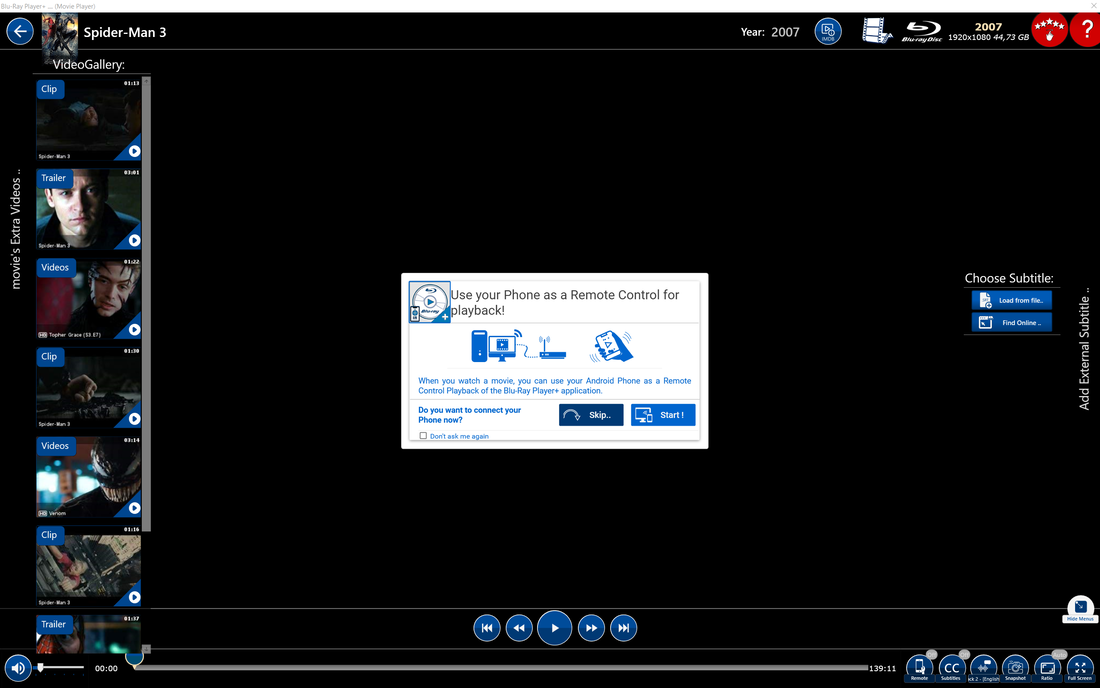 Blu-Ray Player+ ... (Movie Player)
Spider-Man 3
Year: 2007
IMDB
Blu-ray Disc
2007
1920x1080 44,73 GB
?
VideoGallery:
movie's Extra Videos ..
Clip
01:13
Spider-Man 3
Trailer
03:01
Spider-Man 3
Videos
01:22
HD Topher Grace (S3.E7)
Clip
01:38
Spider-Man 3
Videos
03:14
HD Venom
Clip
01:16
Spider-Man 3
Trailer
01:37
Use your Phone as a Remote Control for
playback!
When you watch a movie, you can use your Android Phone as a Remote
Control Playback of the Blu-Ray Player+ application.
Do you want to connect your
Phone now?
Skip..
Start !
Don't ask me again
Choose Subtitle:
Load from file..
Find Online ..
Add External Subtitle ..
Hide Menus
00:00
139:11
Remote
CC
Subtitles
ick 2 - [English
Snapshot
Auto
Ratio
Full Screen